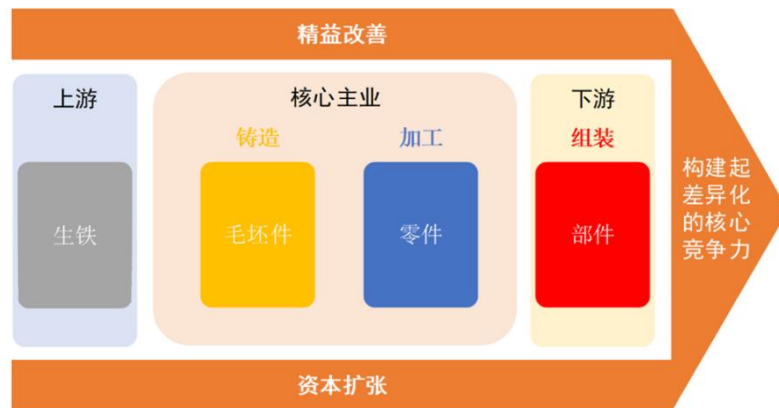 精益改善
上游
核心主业
下游
铸造
加工
组装
生铁
毛坯件
零件
部件
构建起
差异化
的核心
竞争力
资本扩张